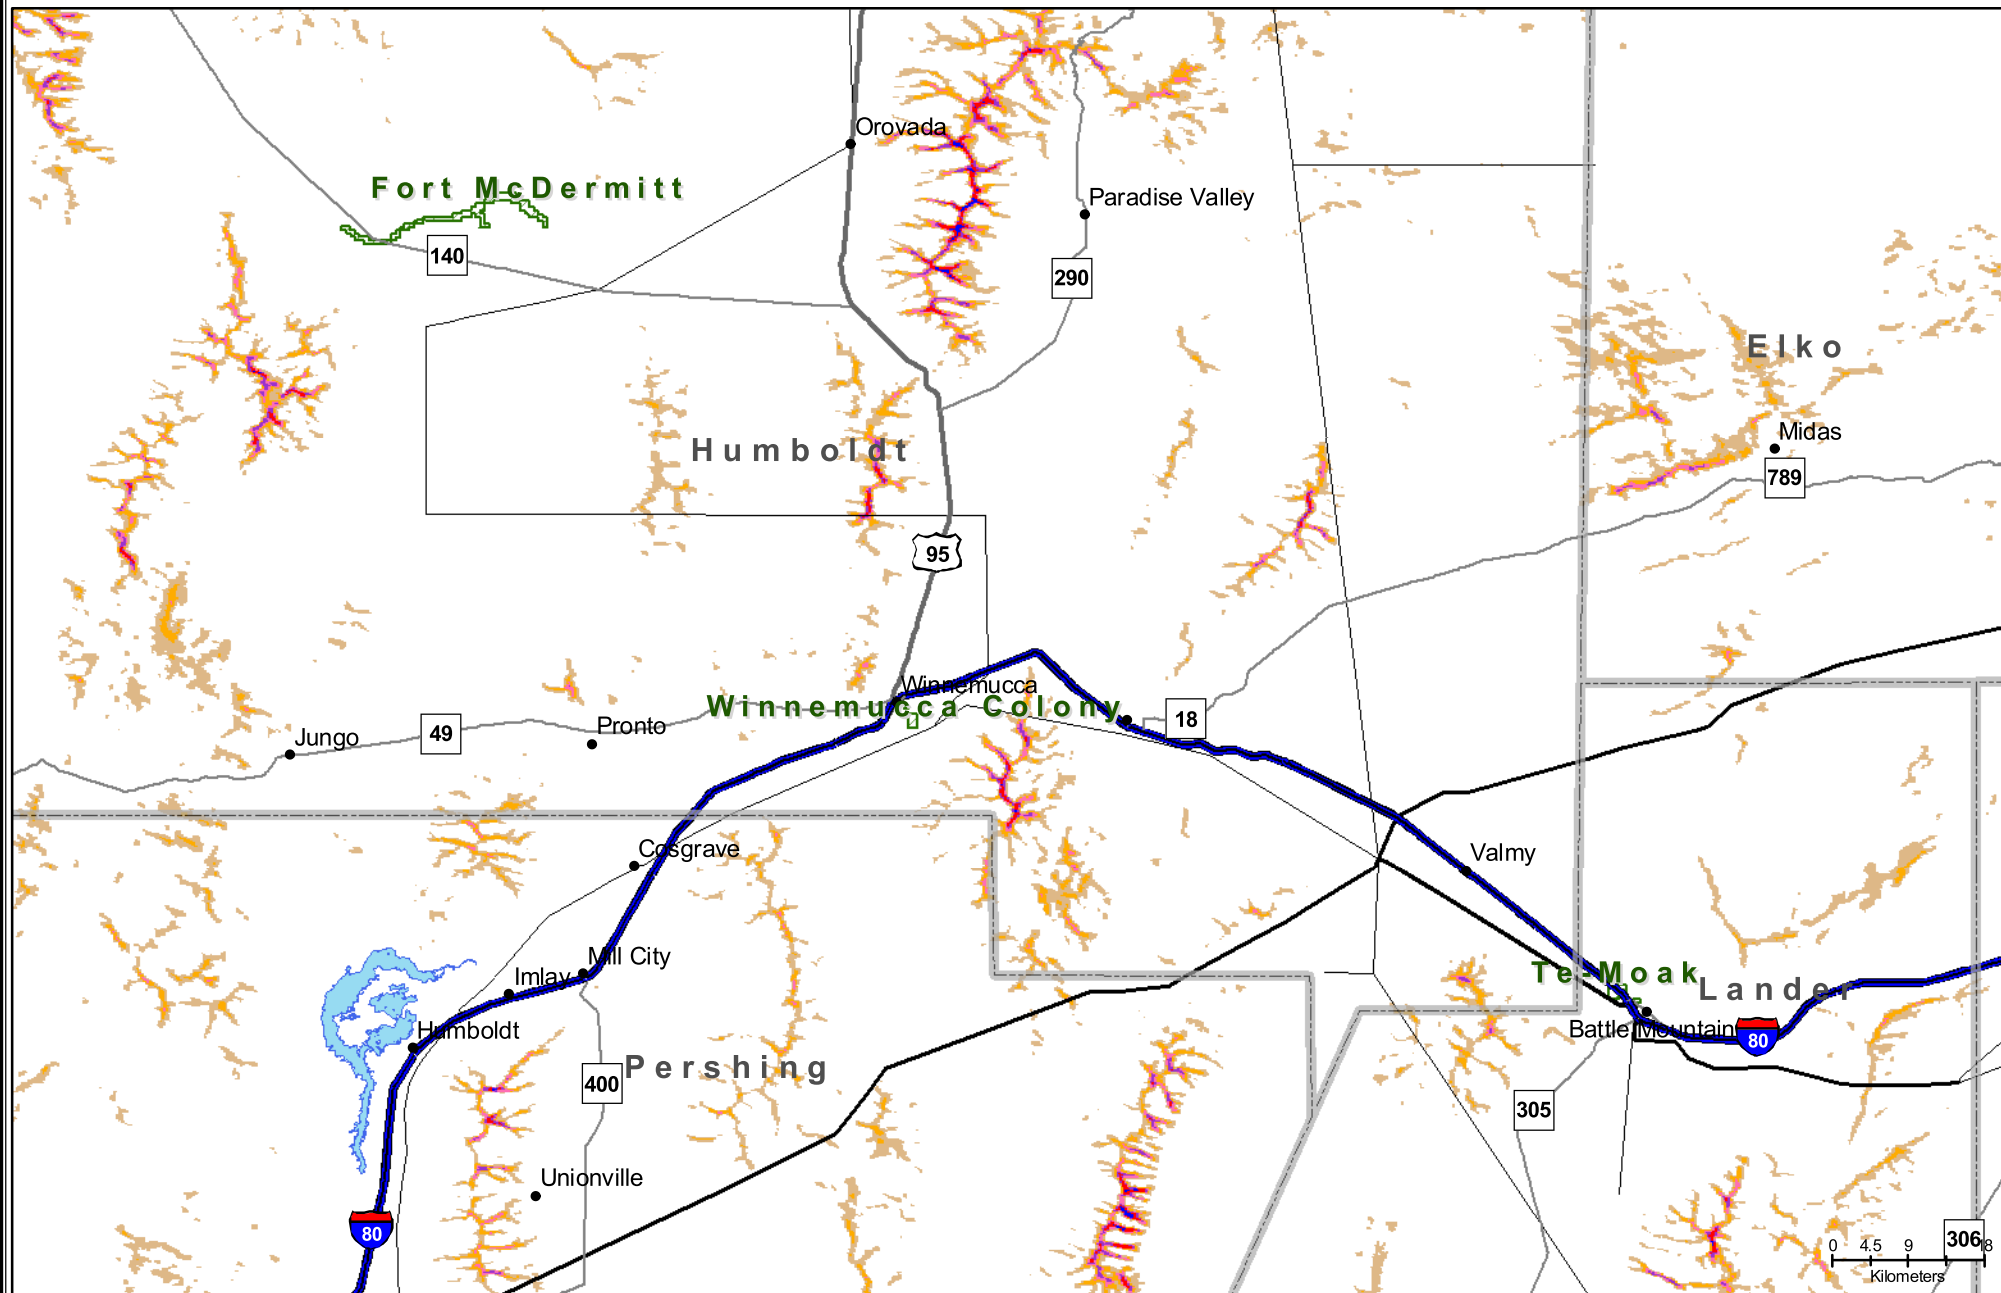 Orovada
Fort McDermitt
Paradise Valley
140
290
Elko
Midas
Humboldt
789
95
Winnemucca
Winnemucca Colony
18
49
Pronto
Jungo
Cosgrave
Valmy
Mill City
Imlay
Te-Moak
Lander
Humboldt
Battle Mountain
80
Pershing
400
305
Unionville
80
306
0 4.5 9 18
Kilometers